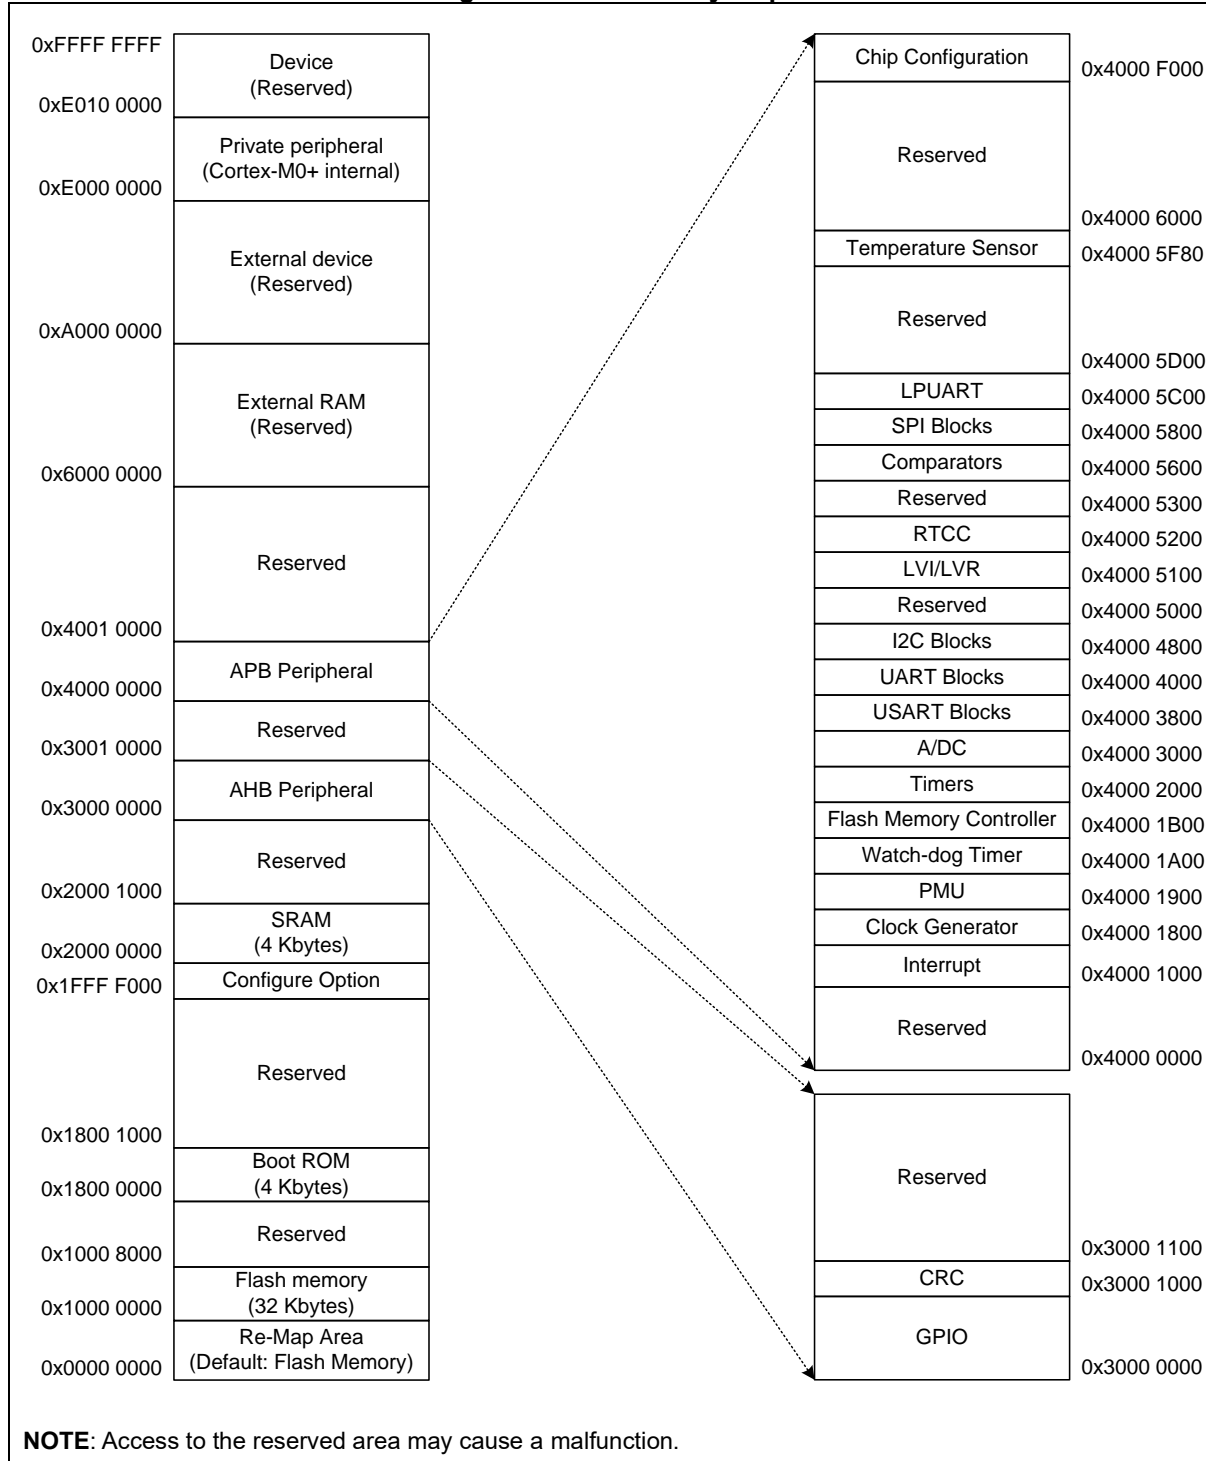 0xFFFF FFFF
Device
(Reserved)
0xE010 0000
Private peripheral
(Cortex-M0+ internal)
0xE000 0000
External device
(Reserved)
0xA000 0000
External RAM
(Reserved)
0x6000 0000
Reserved
0x4001 0000
APB Peripheral
0x4000 0000
Reserved
0x3001 0000
AHB Peripheral
0x3000 0000
Reserved
0x2000 1000
SRAM
(4 Kbytes)
0x2000 0000
Configure Option
0x1FFF F000
Reserved
0x1800 1000
Boot ROM
(4 Kbytes)
0x1800 0000
Reserved
0x1000 8000
Flash memory
(32 Kbytes)
0x1000 0000
Re-Map Area
(Default: Flash Memory)
0x0000 0000
Chip Configuration
0x4000 F000
Reserved
0x4000 6000
Temperature Sensor
0x4000 5F80
Reserved
0x4000 5D00
LPUART
0x4000 5C00
SPI Blocks
0x4000 5800
Comparators
0x4000 5600
Reserved
0x4000 5300
RTCC
0x4000 5200
LVI/LVR
0x4000 5100
Reserved
0x4000 5000
I2C Blocks
0x4000 4800
UART Blocks
0x4000 4000
USART Blocks
0x4000 3800
A/DC
0x4000 3000
Timers
0x4000 2000
Flash Memory Controller
0x4000 1B00
Watch-dog Timer
0x4000 1A00
PMU
0x4000 1900
Clock Generator
0x4000 1800
Interrupt
0x4000 1000
Reserved
0x4000 0000
Reserved
0x3000 1100
CRC
0x3000 1000
GPIO
0x3000 0000
NOTE: Access to the reserved area may cause a malfunction.